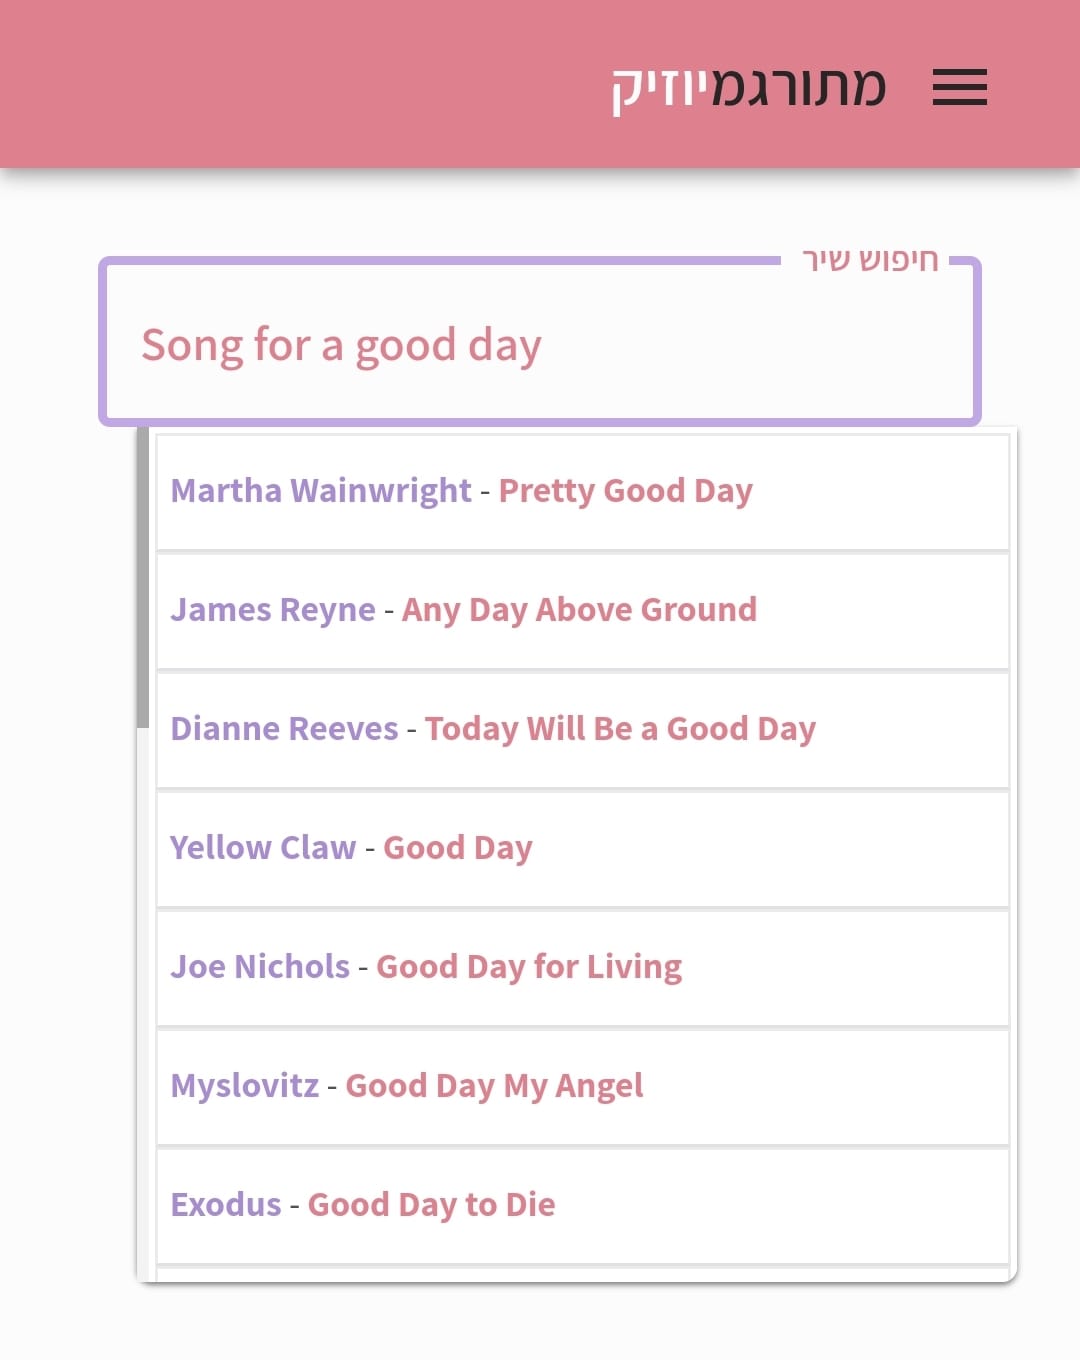 מתורגמיוזיק
חיפוש שיר
Song for a good day
Martha Wainwright - Pretty Good Day
James Reyne - Any Day Above Ground
Dianne Reeves - Today Will Be a Good Day
Yellow Claw - Good Day
Joe Nichols - Good Day for Living
Myslovitz - Good Day My Angel
Exodus - Good Day to Die